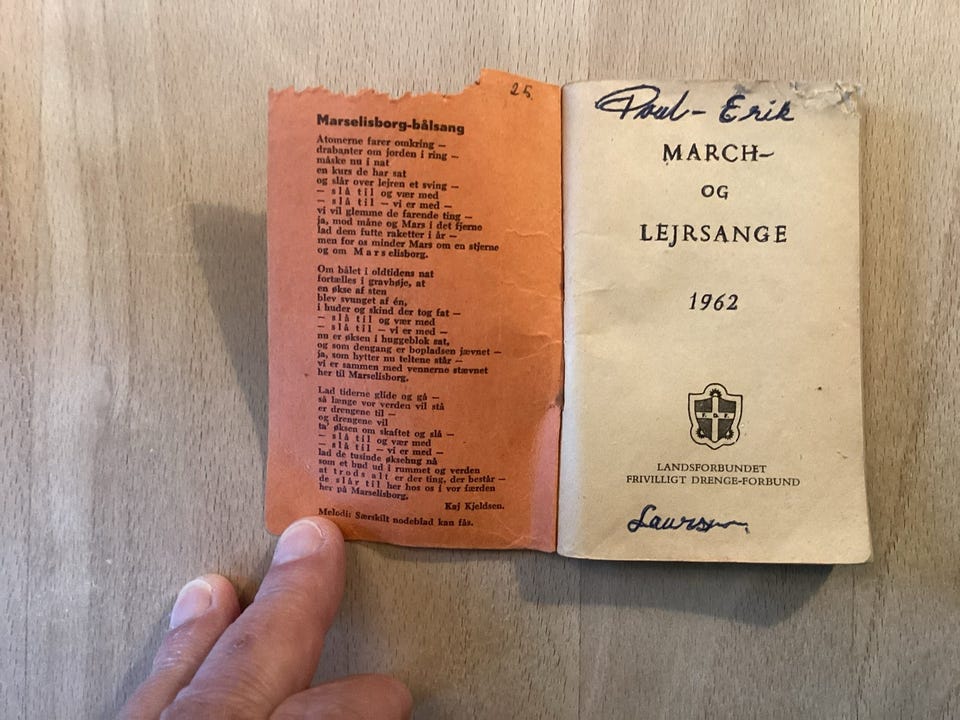 25.
Marselisborg-bålsang
Atomerne farer omkring —
drabanter om jorden i ring —
måske nu i nat
en kurs de har sat
og slår over lejren et sving —
— slå til og vær med
— slå til — vi er med —
vi vil glemme de farende ting —
ja, mod måne og Mars i det fjerne
lad dem futte raketter i år —
men for os minder Mars om en stjerne
og om Marselisborg.
Om bålet i oldtidens nat
fortælles i gravhøje, at
en økse af sten
blev svunget af én,
i huder og skind der tog fat —
— slå til og vær med
— slå til — vi er med —
nu er øksen i huggeblok sat,
og som dengang er bopladsen jævnet —
ja, som hytter nu teltene står —
vi er sammen med vennerne stævnet
her til Marselisborg.
Lad tiderne glide og gå —
så længe vor verden vil stå
er drengene til —
og drengene vil
ta' øksen om skaftet og slå —
— slå til og vær med
— slå til — vi er med —
lad de tusinde øksehug nå
som et bud ud i rummet og verden
at trods alt er der ting, der består —
de slår til her hos os i vor færden
her på Marselisborg.
Kaj Kjeldsen.
Melodi: Særskilt nodeblad kan fås.
Poul-Erik
MARCH-
OG
LEJRSANGE
1962
F. D. F.
LANDSFORBUNDET
FRIVILLIGT DRENGE-FORBUND
Laursen